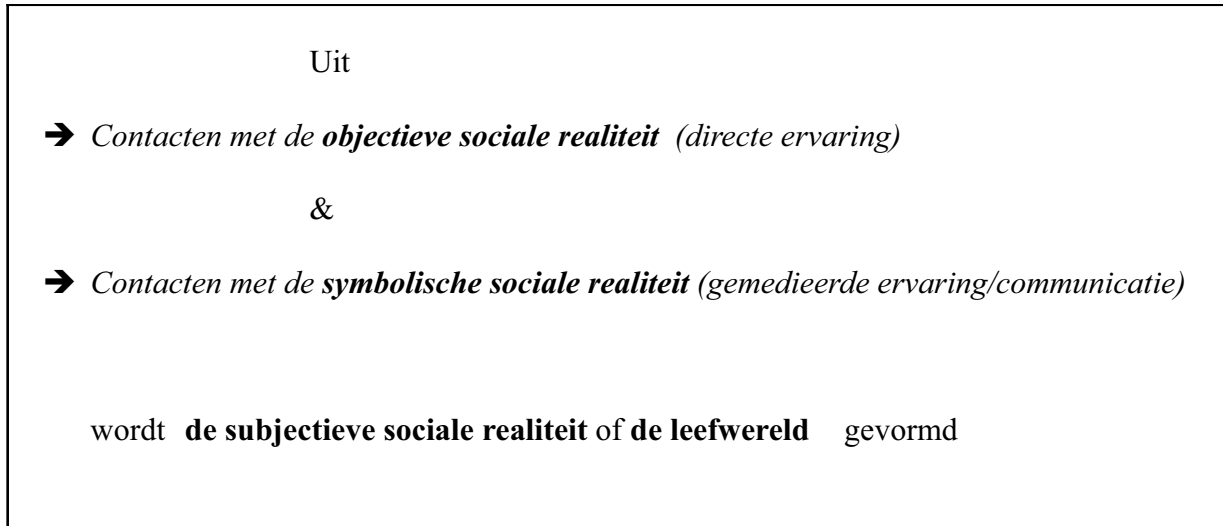 Uit
➔ Contacten met de objectieve sociale realiteit (directe ervaring)
&
➔ Contacten met de symbolische sociale realiteit (gemedieerde ervaring/communicatie)
wordt de subjectieve sociale realiteit of de leefwereld gevormd